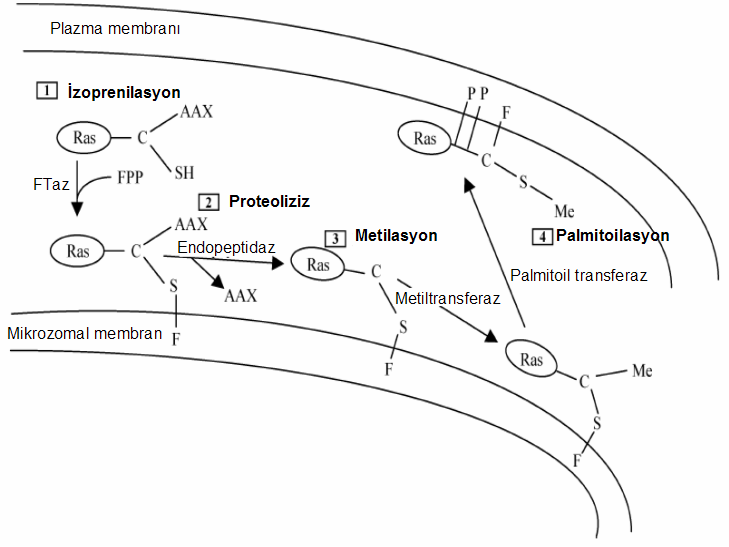 Plazma membranı
1 İzoprenilasyon
AAX
Ras
C
SH
FTaz
FPP
2 Proteoliziz
AAX
Ras
C
Endopeptidaz
S
AAX
F
Mikrozomal membran
3 Metilasyon
Ras
C
Metiltransferaz
S
F
P P
F
Ras
C
S
Me
4 Palmitoilasyon
Palmitoil transferaz
Ras
C
Me
S
F